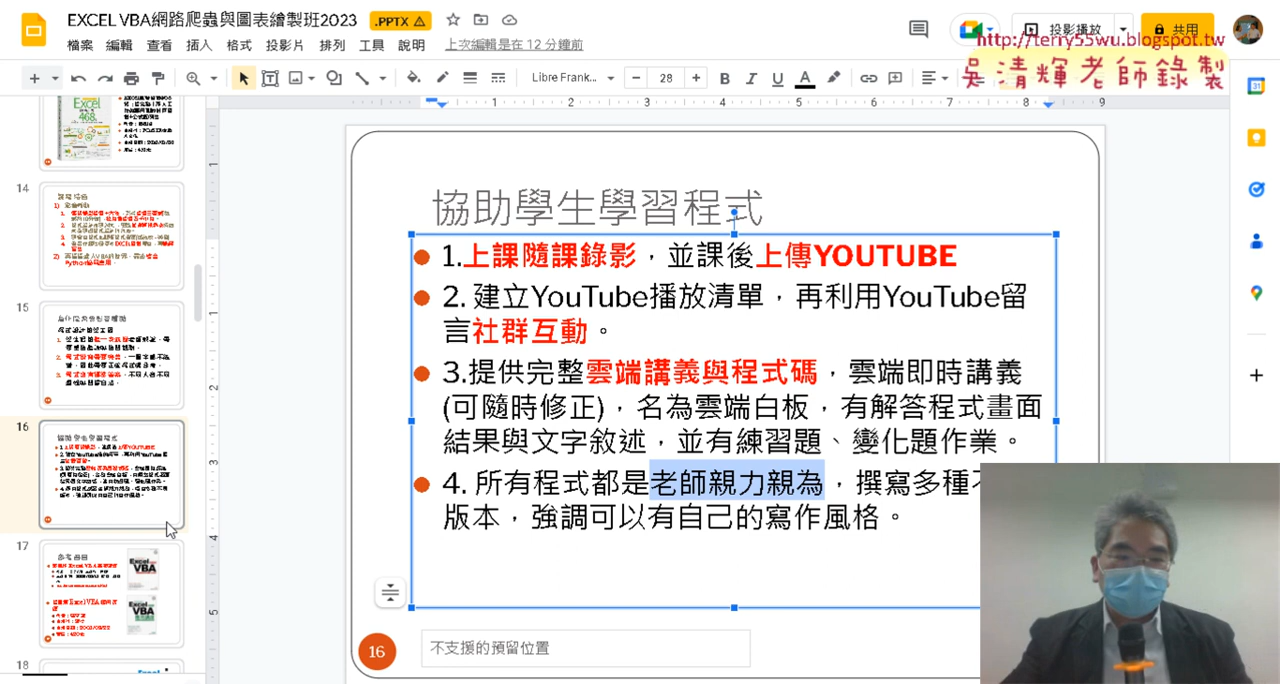 EXCEL VBA網路爬蟲與圖表繪製班2023 .PPTX
檔案 編輯 查看 插入 格式 投影片 排列 工具 說明 上次編輯是在 12 分鐘前
投影播放 共用
http://terry55wu.blogspot.tw
吳清輝老師錄製
Libre Frank... 28 B I U A
1 2 3 4 5 6 7 8 9
14
15
16
17
18
協助學生學習程式
1.上課隨課錄影，並課後上傳YOUTUBE
2. 建立YouTube播放清單，再利用YouTube留
言社群互動。
3.提供完整雲端講義與程式碼，雲端即時講義
(可隨時修正)，名為雲端白板，有解答程式畫面
結果與文字敘述，並有練習題、變化題作業。
4. 所有程式都是老師親力親為，撰寫多種不
版本，強調可以有自己的寫作風格。
16
不支援的預留位置